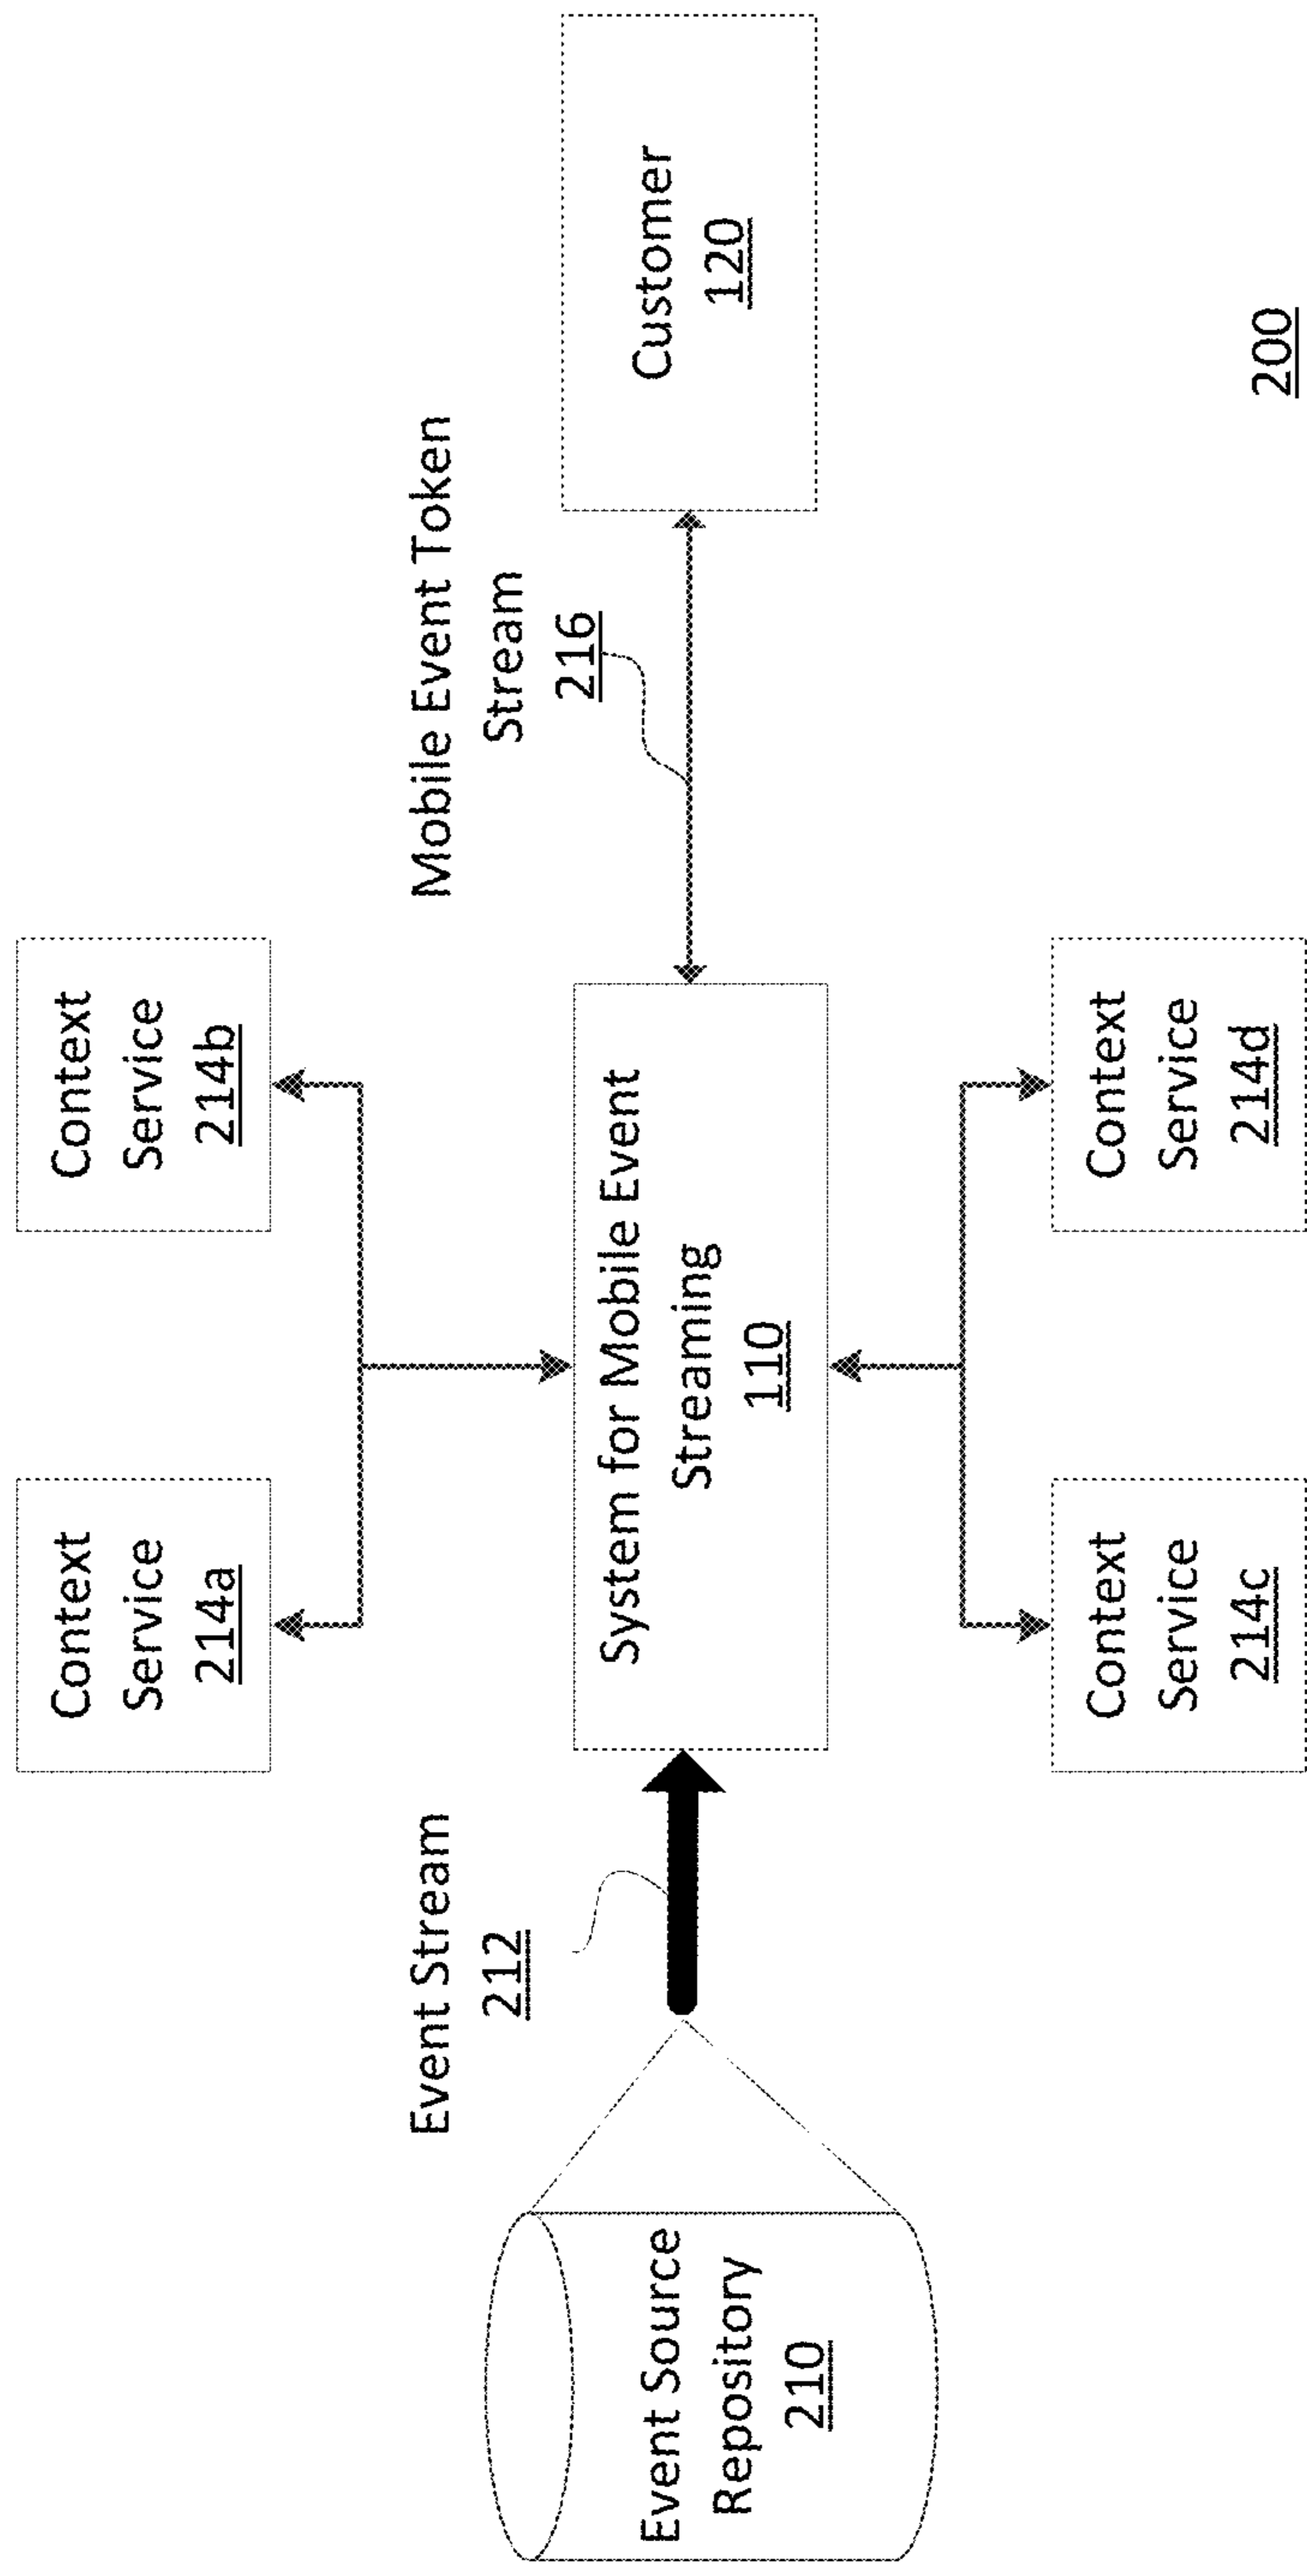 Context
Service
214a
Context
Service
214b
Event Stream
212
Mobile Event Token
Stream
216
Event Source
Repository
210
System for Mobile Event
Streaming
110
Customer
120
Context
Service
214c
Context
Service
214d
200